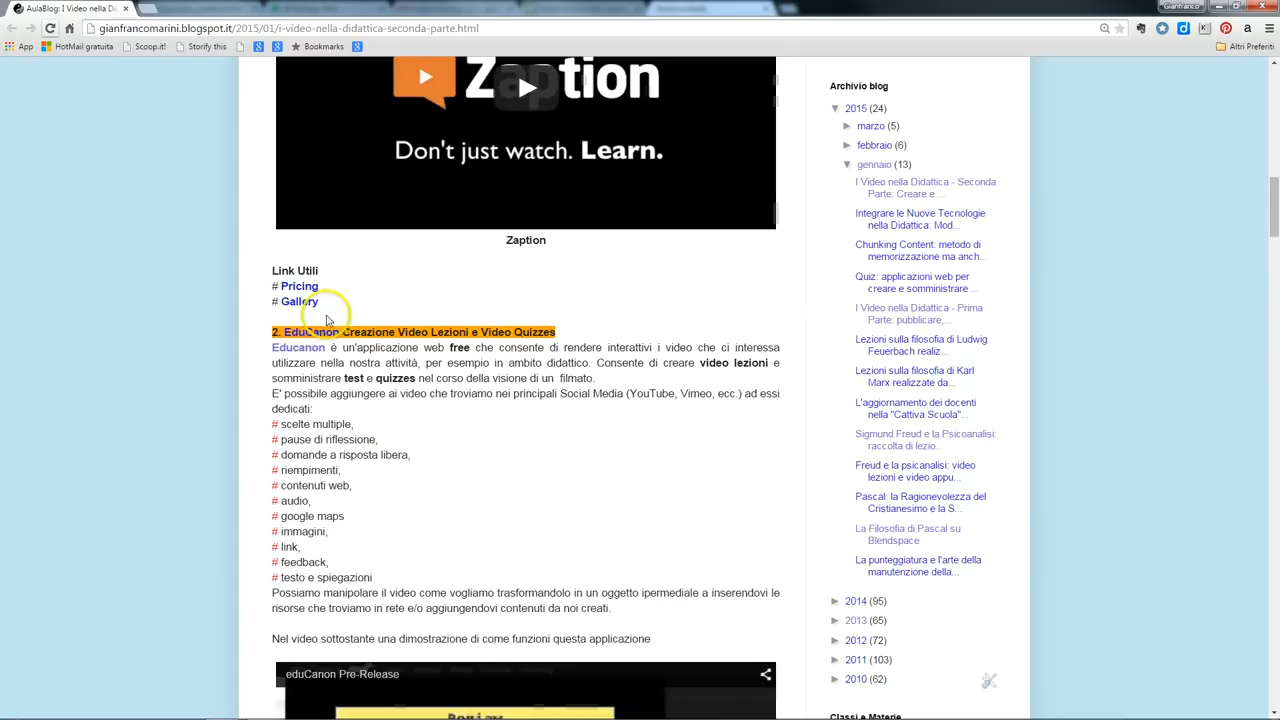 AulaBlog: I Video nella Di
Gianfranco
gianfrancomarini.blogspot.it/2015/01/i-video-nella-didattica-seconda-parte.html
App
HotMail gratuita
Scoop.it!
Storify this
Bookmarks
Altri Preferiti
Zaption
Don't just watch. Learn.
Zaption
Link Utili
# Pricing
# Gallery
2. Educanon Creazione Video Lezioni e Video Quizzes
Educanon è un'applicazione web free che consente di rendere interattivi i video che ci interessa
utilizzare nella nostra attività, per esempio in ambito didattico. Consente di creare video lezioni e
somministrare test e quizzes nel corso della visione di un filmato.
E' possibile aggiungere ai video che troviamo nei principali Social Media (YouTube, Vimeo, ecc.) ad essi
dedicati:
# scelte multiple,
# pause di riflessione,
# domande a risposta libera,
# riempimenti,
# contenuti web,
# audio,
# google maps
# immagini,
# link,
# feedback,
# testo e spiegazioni
Possiamo manipolare il video come vogliamo trasformandolo in un oggetto ipermediale a inserendovi le
risorse che troviamo in rete e/o aggiungendovi contenuti da noi creati.
Nel video sottostante una dimostrazione di come funzioni questa applicazione
eduCanon Pre-Release
Archivio blog
2015 (24)
marzo (5)
febbraio (6)
gennaio (13)
I Video nella Didattica - Seconda
Parte: Creare e ...
Integrare le Nuove Tecnologie
nella Didattica: Mod...
Chunking Content: metodo di
memorizzazione ma anch...
Quiz: applicazioni web per
creare e somministrare ...
I Video nella Didattica - Prima
Parte: pubblicare,...
Lezioni sulla filosofia di Ludwig
Feuerbach realiz...
Lezioni sulla filosofia di Karl
Marx realizzate da...
L'aggiornamento dei docenti
nella "Cattiva Scuola"...
Sigmund Freud e la Psicoanalisi:
raccolta di lezio...
Freud e la psicanalisi: video
lezioni e video appu...
Pascal: la Ragionevolezza del
Cristianesimo e la S...
La Filosofia di Pascal su
Blendspace
La punteggiatura e l'arte della
manutenzione della...
2014 (95)
2013 (65)
2012 (72)
2011 (103)
2010 (62)
Classi e Materie